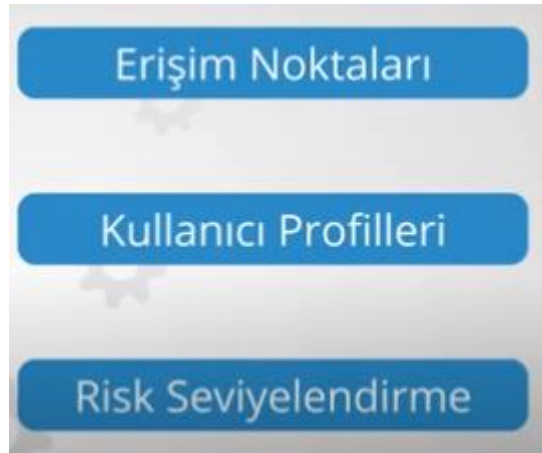 Erişim Noktaları
Kullanıcı Profilleri
Risk Seviyelendirme